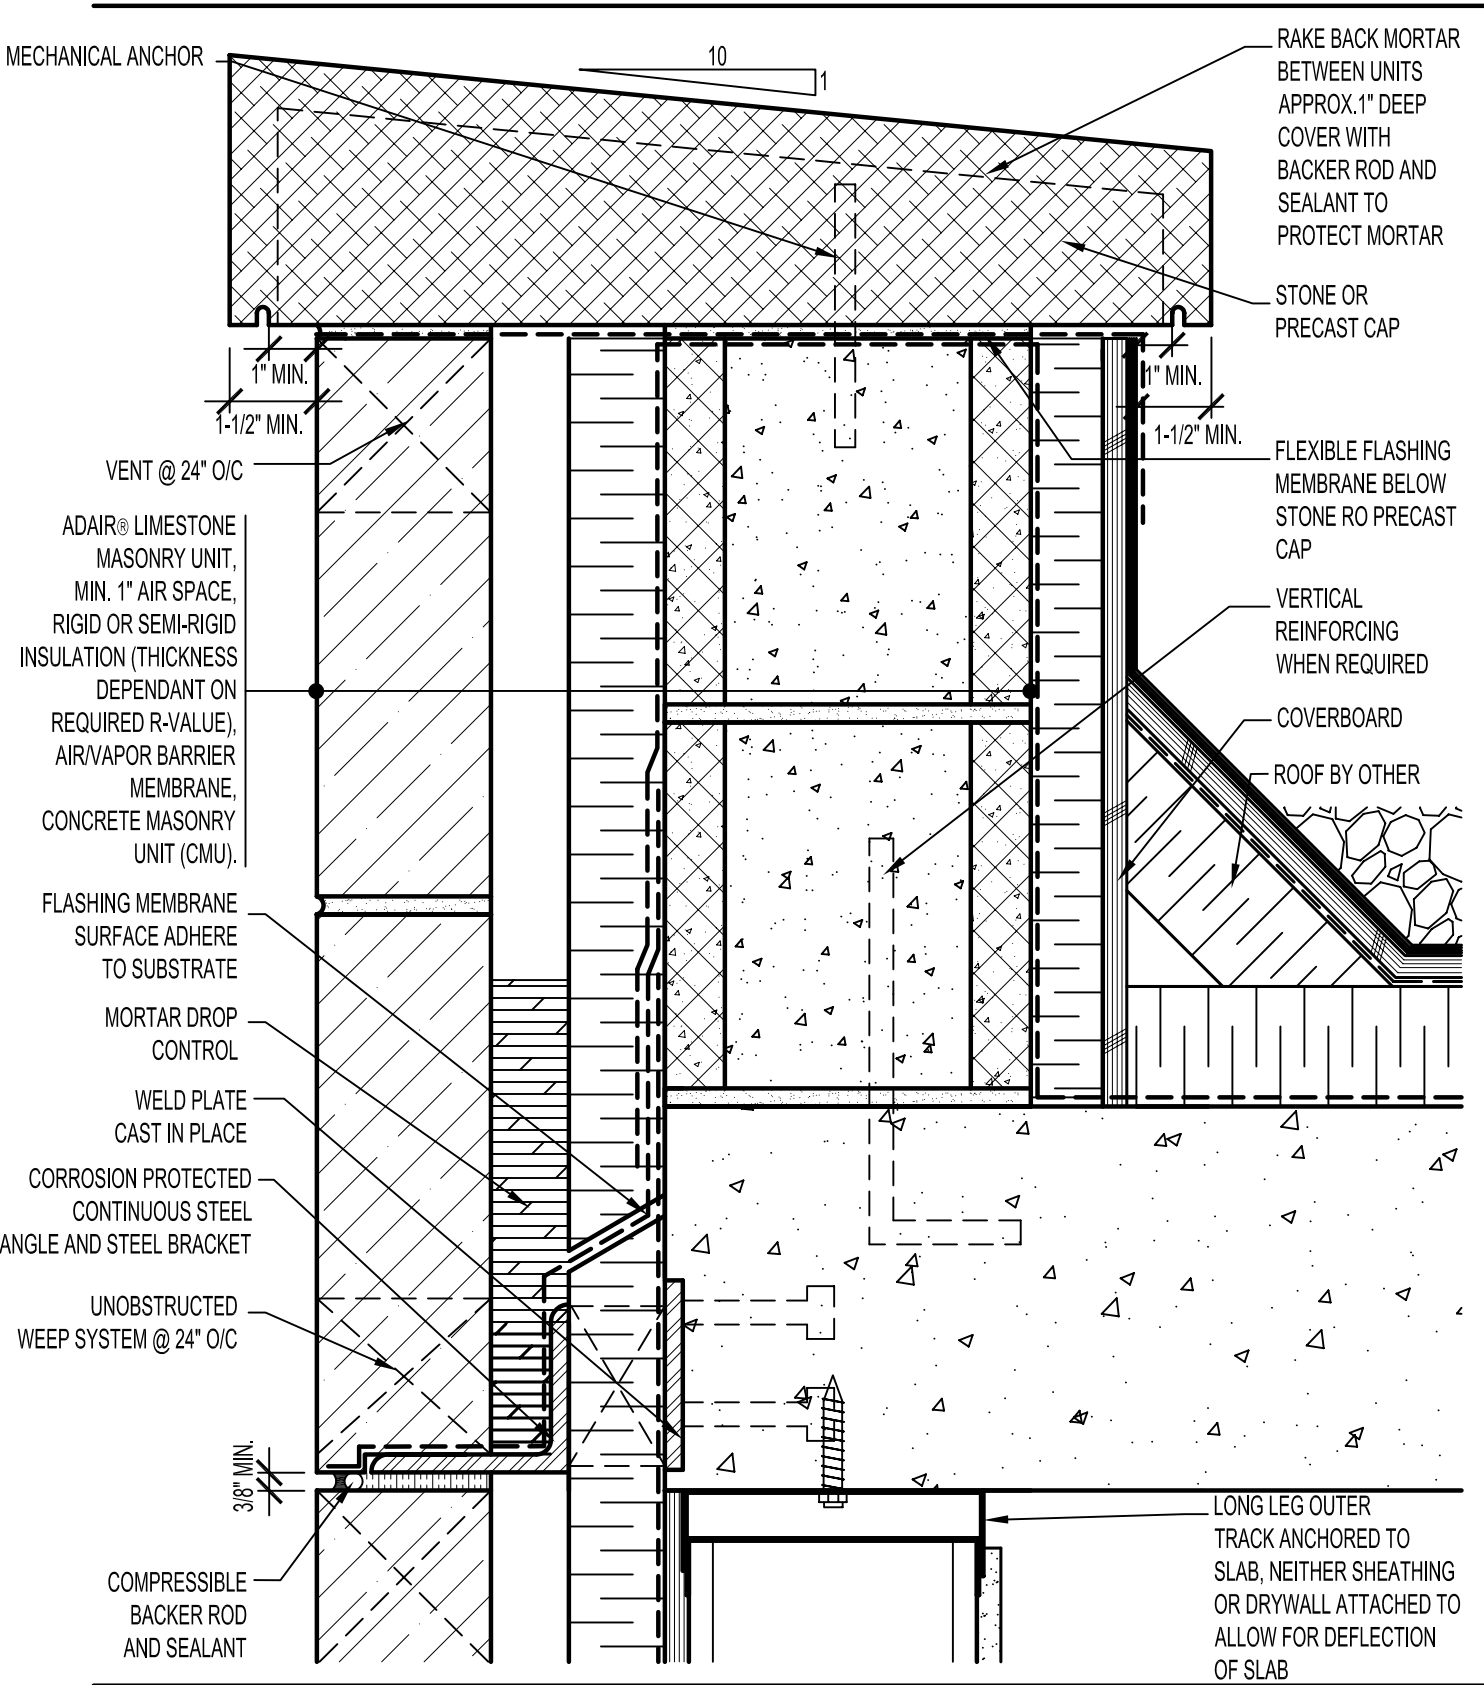 MECHANICAL ANCHOR
10
1
RAKE BACK MORTAR
BETWEEN UNITS
APPROX.1" DEEP
COVER WITH
BACKER ROD AND
SEALANT TO
PROTECT MORTAR
STONE OR
PRECAST CAP
1" MIN.
1-1/2" MIN.
1" MIN.
1-1/2" MIN.
VENT @ 24" O/C
FLEXIBLE FLASHING
MEMBRANE BELOW
STONE RO PRECAST
CAP
ADAIR® LIMESTONE
MASONRY UNIT,
MIN. 1" AIR SPACE,
RIGID OR SEMI-RIGID
INSULATION (THICKNESS
DEPENDANT ON
REQUIRED R-VALUE),
AIR/VAPOR BARRIER
MEMBRANE,
CONCRETE MASONRY
UNIT (CMU).
VERTICAL
REINFORCING
WHEN REQUIRED
COVERBOARD
ROOF BY OTHER
FLASHING MEMBRANE
SURFACE ADHERE
TO SUBSTRATE
MORTAR DROP
CONTROL
WELD PLATE
CAST IN PLACE
CORROSION PROTECTED
CONTINUOUS STEEL
ANGLE AND STEEL BRACKET
UNOBSTRUCTED
WEEP SYSTEM @ 24" O/C
3/8" MIN.
COMPRESSIBLE
BACKER ROD
AND SEALANT
LONG LEG OUTER
TRACK ANCHORED TO
SLAB, NEITHER SHEATHING
OR DRYWALL ATTACHED TO
ALLOW FOR DEFLECTION
OF SLAB